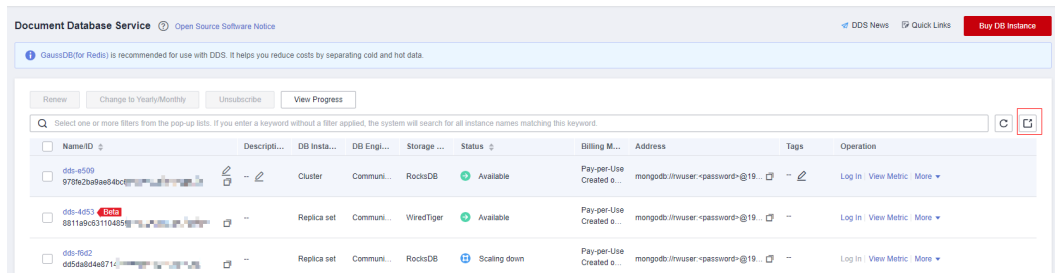 Document Database Service ? Open Source Software Notice
DDS News Quick Links Buy DB Instance
GaussDB(for Redis) is recommended for use with DDS. It helps you reduce costs by separating cold and hot data.
Renew Change to Yearly/Monthly Unsubscribe View Progress
Select one or more filters from the pop-up lists. If you enter a keyword without a filter applied, the system will search for all instance names matching this keyword.
Name/ID Descripti... DB Insta... DB Engi... Storage ... Status Billing M... Address Tags Operation
dds-e509
978fe2ba9ae84bc
-- Cluster Communi... RocksDB Available
Pay-per-Use
Created o...
mongodb://rwuser:<password>@19... -- Log In View Metric More
dds-4d53 Beta
8811a9c63110485
-- Replica set Communi... WiredTiger Available
Pay-per-Use
Created o...
mongodb://rwuser:<password>@19... -- Log In View Metric More
dds-f6d2
dd5da8d4e8714
-- Replica set Communi... RocksDB Scaling down
Pay-per-Use
Created o...
mongodb://rwuser:<password>@19... -- Log In View Metric More